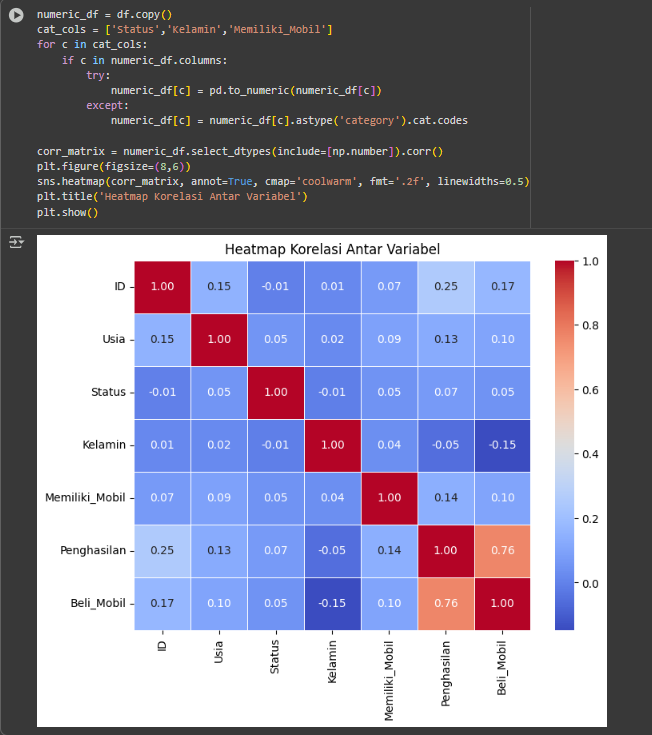 numeric_df = df.copy()
cat_cols = ['Status','Kelamin','Memiliki_Mobil']
for c in cat_cols:
    if c in numeric_df.columns:
        try:
            numeric_df[c] = pd.to_numeric(numeric_df[c])
        except:
            numeric_df[c] = numeric_df[c].astype('category').cat.codes
corr_matrix = numeric_df.select_dtypes(include=[np.number]).corr()
plt.figure(figsize=(8,6))
sns.heatmap(corr_matrix, annot=True, cmap='coolwarm', fmt='.2f', linewidths=0.5)
plt.title('Heatmap Korelasi Antar Variabel')
plt.show()
Heatmap Korelasi Antar Variabel
ID 1.00 0.15 -0.01 0.01 0.07 0.25 0.17
Usia 0.15 1.00 0.05 0.02 0.09 0.13 0.10
Status -0.01 0.05 1.00 -0.01 0.05 0.07 0.05
Kelamin 0.01 0.02 -0.01 1.00 0.04 -0.05 -0.15
Memiliki_Mobil 0.07 0.09 0.05 0.04 1.00 0.14 0.10
Penghasilan 0.25 0.13 0.07 -0.05 0.14 1.00 0.76
Beli_Mobil 0.17 0.10 0.05 -0.15 0.10 0.76 1.00
ID
Usia
Status
Kelamin
Memiliki_Mobil
Penghasilan
Beli_Mobil
1.0
0.8
0.6
0.4
0.2
0.0